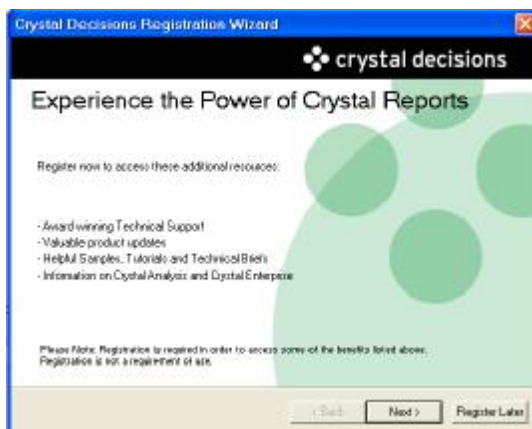 Crystal Decisions Registration Wizard
crystal decisions
Experience the Power of Crystal Reports
Register now to access these additional resources:
- Award winning Technical Support
- Valuable product updates
- Helpful Samples, Tutorials and Technical Briefs
- Information on Crystal Analysis and Crystal Enterprise
Please Note: Registration is required in order to access some of the benefits listed above.
Registration is not a requirement of use.
< Back
Next >
Register Later